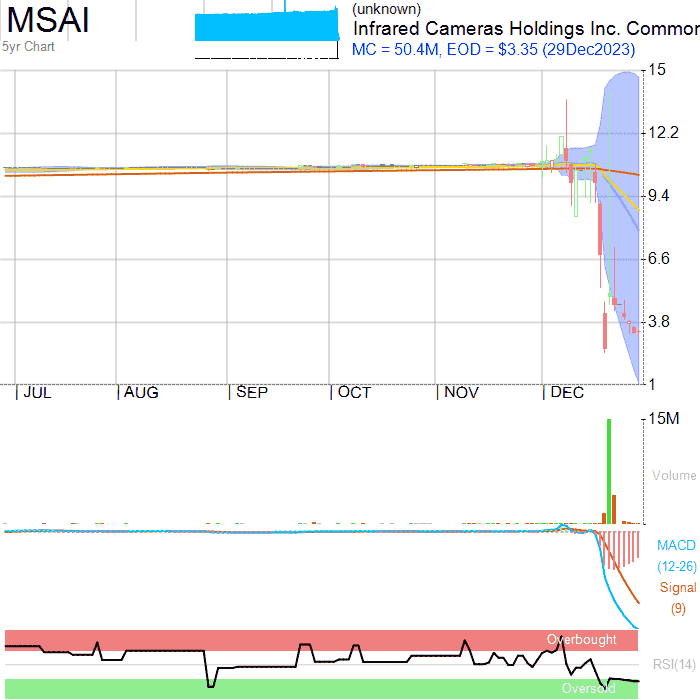 MSAI
5yr Chart
(unknown)
Infrared Cameras Holdings Inc. Common
MC = 50.4M, EOD = $3.35 (29Dec2023)
15
12.2
9.4
6.6
3.8
1
JUL AUG SEP OCT NOV DEC
15M
Volume
MACD
(12-26)
Signal
(9)
Overbought
RSI(14)
Oversold